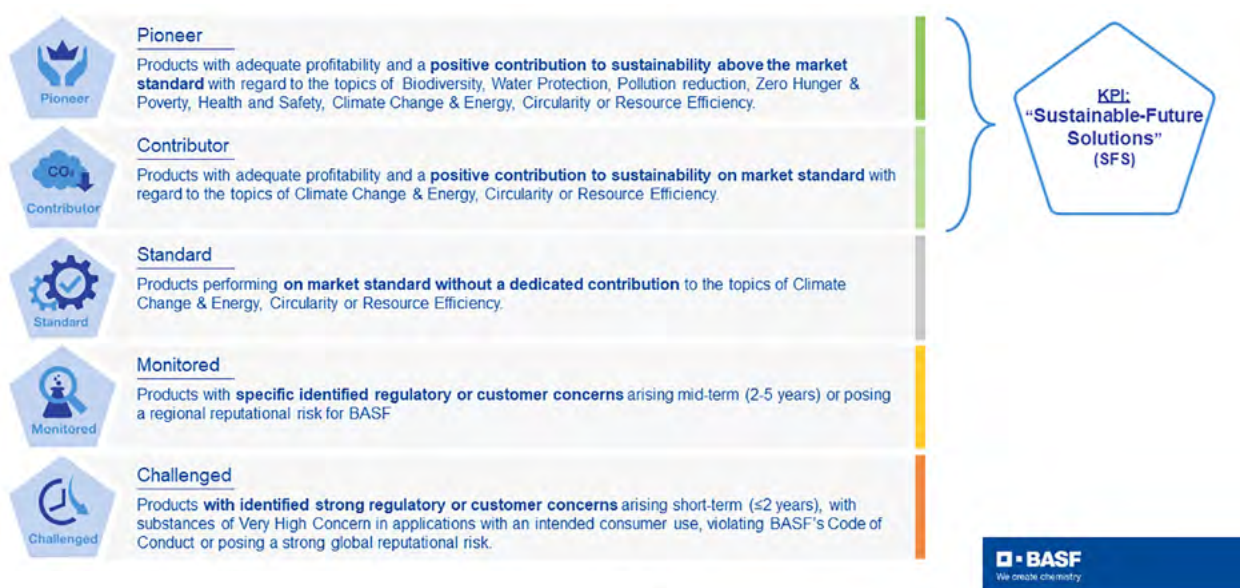 Pioneer
Pioneer
Products with adequate profitability and a positive contribution to sustainability above the market
standard with regard to the topics of Biodiversity, Water Protection, Pollution reduction, Zero Hunger &
Poverty, Health and Safety, Climate Change & Energy, Circularity or Resource Efficiency.
CO₂
Contributor
Contributor
Products with adequate profitability and a positive contribution to sustainability on market standard with
regard to the topics of Climate Change & Energy, Circularity or Resource Efficiency.
Standard
Standard
Products performing on market standard without a dedicated contribution to the topics of Climate
Change & Energy, Circularity or Resource Efficiency.
Monitored
Monitored
Products with specific identified regulatory or customer concerns arising mid-term (2-5 years) or posing
a regional reputational risk for BASF
Challenged
Challenged
Products with identified strong regulatory or customer concerns arising short-term (≤2 years), with
substances of Very High Concern in applications with an intended consumer use, violating BASF's Code of
Conduct or posing a strong global reputational risk.
KPI:
"Sustainable-Future
Solutions"
(SFS)
BASF
We create chemistry